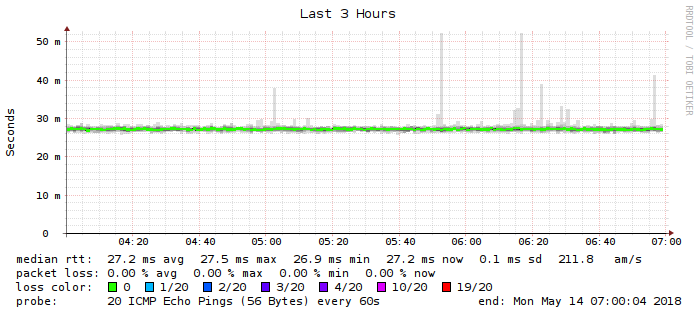 Last 3 Hours
RRDTOOL / TOBI OETIKER
Seconds
50 m
40 m
30 m
20 m
10 m
0
04:20 04:40 05:00 05:20 05:40 06:00 06:20 06:40 07:00
median rtt: 27.2 ms avg 27.5 ms max 26.9 ms min 27.2 ms now 0.1 ms sd 211.8 am/s
packet loss: 0.00 % avg 0.00 % max 0.00 % min 0.00 % now
loss color: 0 1/20 2/20 3/20 4/20 10/20 19/20
probe: 20 ICMP Echo Pings (56 Bytes) every 60s end: Mon May 14 07:00:04 2018